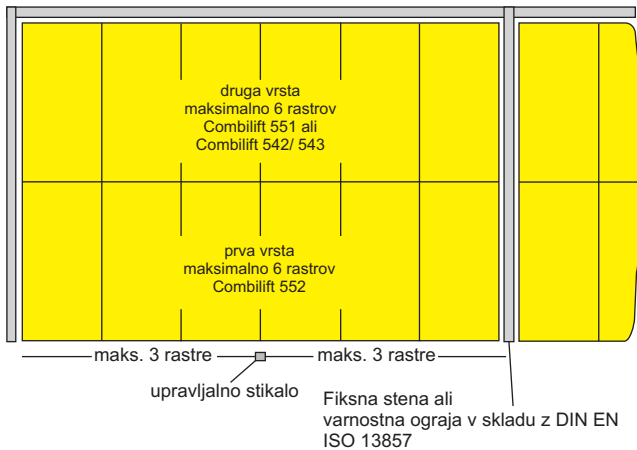 druga vrsta
maksimalno 6 rastrov
Combilift 551 ali
Combilift 542/ 543
prva vrsta
maksimalno 6 rastrov
Combilift 552
maks. 3 rastre
maks. 3 rastre
upravljalno stikalo
Fiksna stena ali
varnostna ograja v skladu z DIN EN
ISO 13857